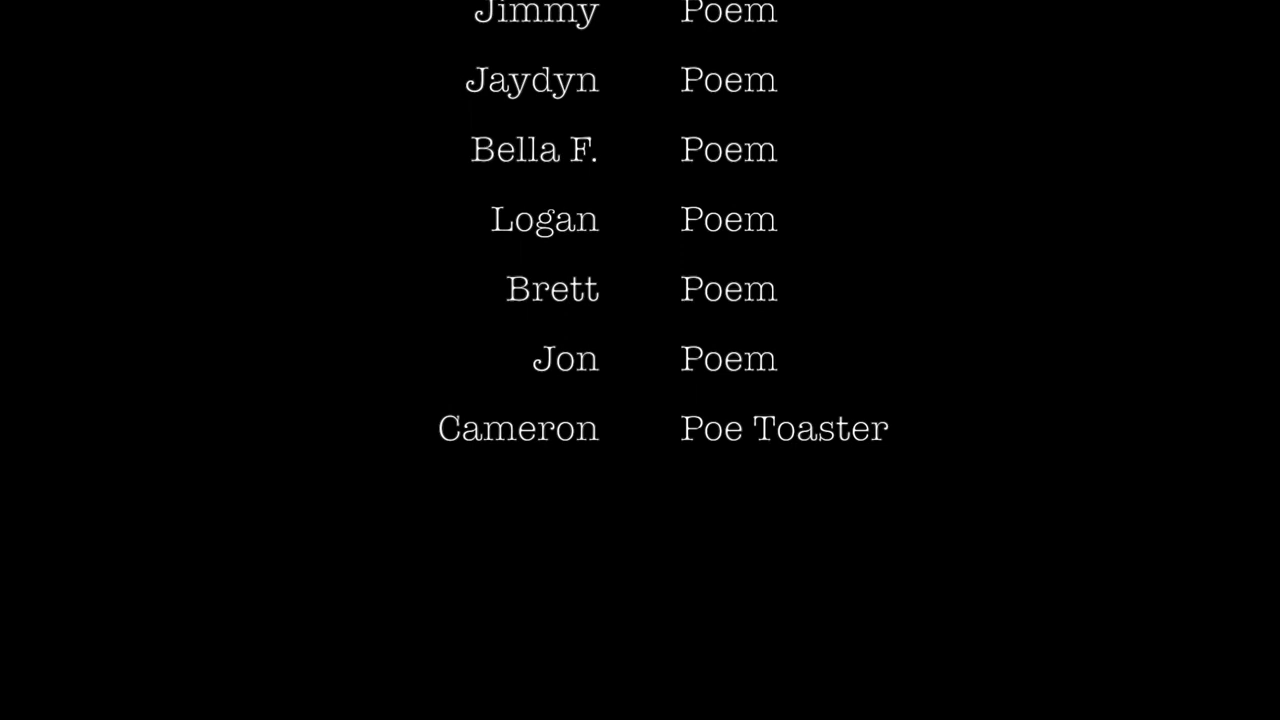 Jimmy Poem
Jaydyn Poem
Bella F. Poem
Logan Poem
Brett Poem
Jon Poem
Cameron Poe Toaster